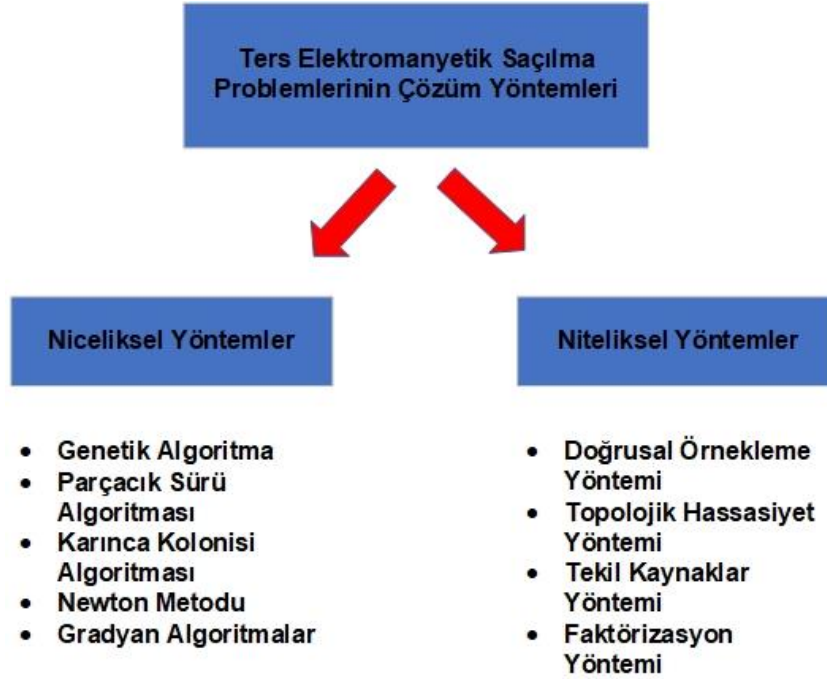 Ters Elektromanyetik Saçılma
Problemlerinin Çözüm Yöntemleri
Niceliksel Yöntemler
Niteliksel Yöntemler
• Genetik Algoritma
• Parçacık Sürü
Algoritması
• Karınca Kolonisi
Algoritması
• Newton Metodu
• Gradyan Algoritmalar
• Doğrusal Örnekleme
Yöntemi
• Topolojik Hassasiyet
Yöntemi
• Tekil Kaynaklar
Yöntemi
• Faktörizasyon
Yöntemi